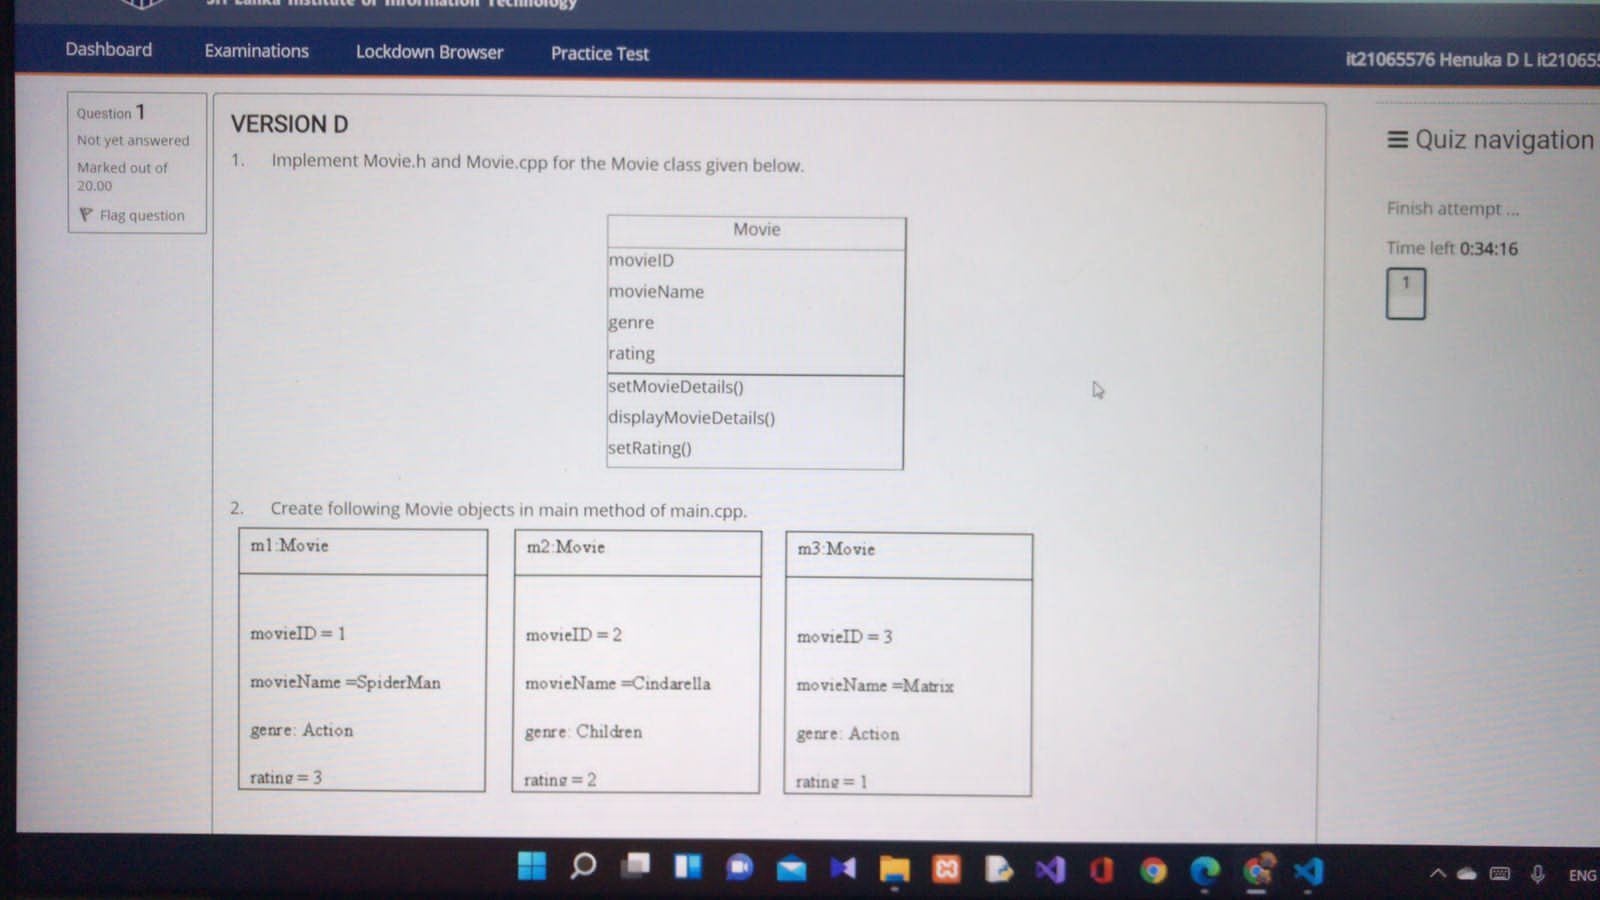 Sri Lanka Institute of Information Technology
Dashboard Examinations Lockdown Browser Practice Test
it21065576 Henuka D L it21065
Question 1
Not yet answered
Marked out of
20.00
Flag question
VERSION D
1. Implement Movie.h and Movie.cpp for the Movie class given below.
Movie
movieID
movieName
genre
rating
setMovieDetails()
displayMovieDetails()
setRating()
2. Create following Movie objects in main method of main.cpp.
m1:Movie
movieID = 1
movieName =SpiderMan
genre: Action
rating = 3
m2:Movie
movieID = 2
movieName =Cindarella
genre: Children
rating = 2
m3:Movie
movieID = 3
movieName =Matrix
genre: Action
rating = 1
Quiz navigation
Finish attempt ...
Time left 0:34:16
1
ENG